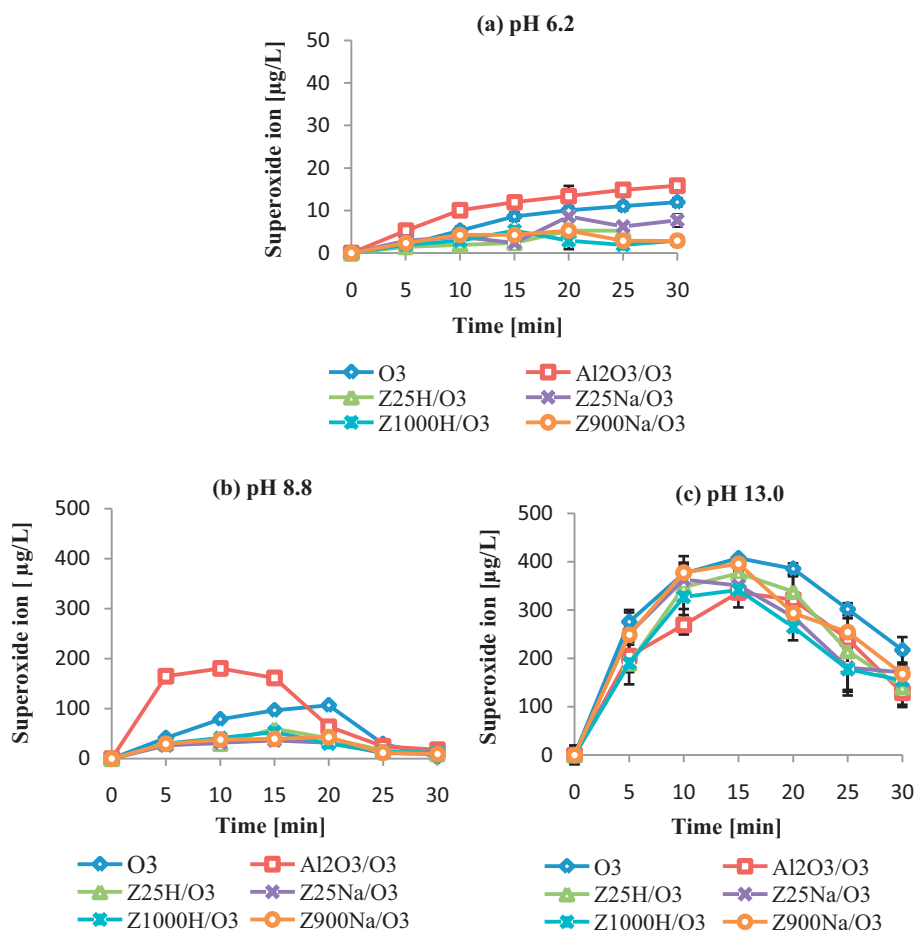 (a) pH 6.2
Superoxide ion [µg/L]
50
40
30
20
10
0
0 5 10 15 20 25 30
Time [min]
O3 Al2O3/O3
Z25H/O3 Z25Na/O3
Z1000H/O3 Z900Na/O3
(b) pH 8.8
Superoxide ion [ µg/L]
500
400
300
200
100
0
0 5 10 15 20 25 30
Time [min]
O3 Al2O3/O3
Z25H/O3 Z25Na/O3
Z1000H/O3 Z900Na/O3
(c) pH 13.0
Superoxide ion [µg/L]
500
400
300
200
100
0
0 5 10 15 20 25 30
Time [min]
O3 Al2O3/O3
Z25H/O3 Z25Na/O3
Z1000H/O3 Z900Na/O3